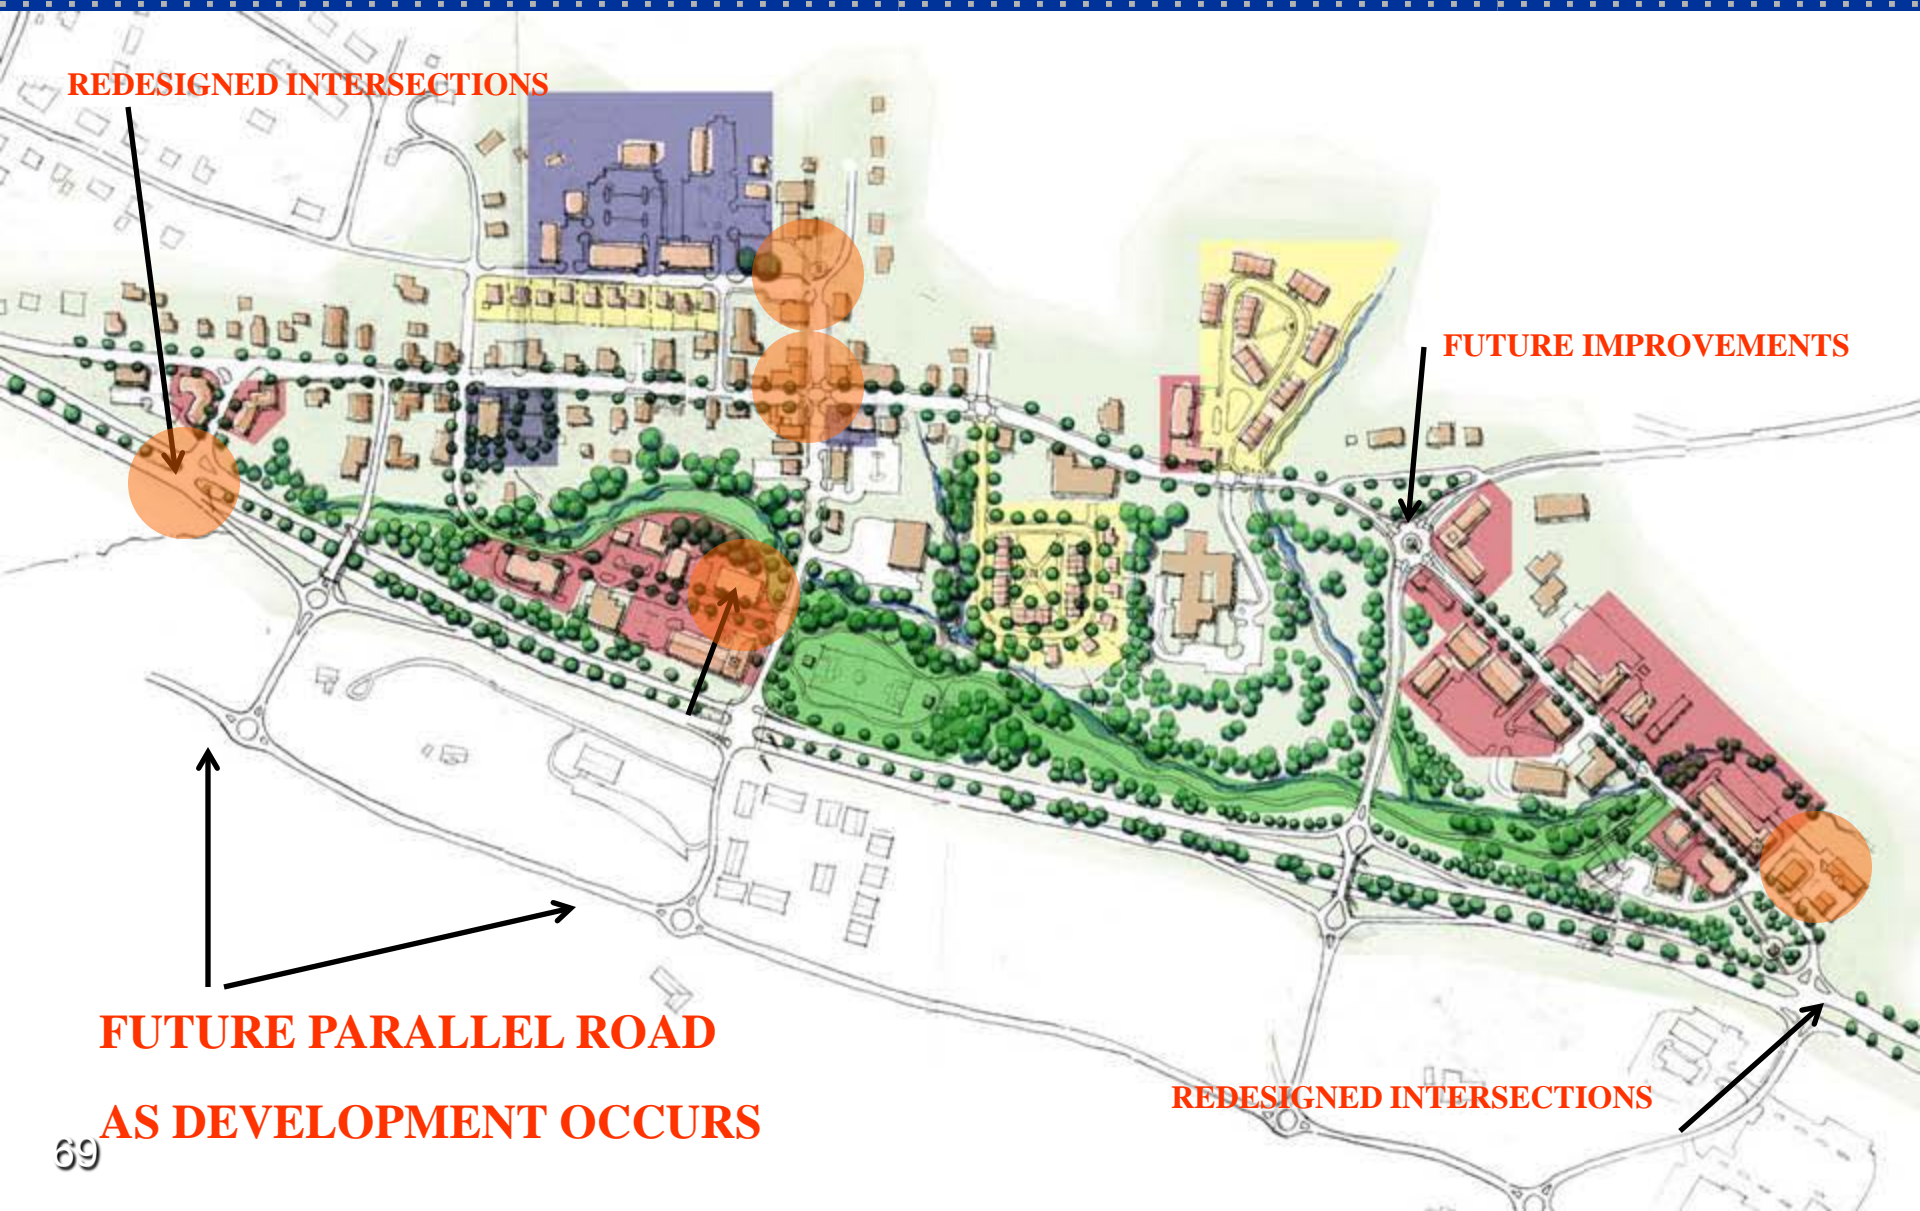 REDESIGNED INTERSECTIONS
FUTURE IMPROVEMENTS
FUTURE PARALLEL ROAD
AS DEVELOPMENT OCCURS
REDESIGNED INTERSECTIONS
69